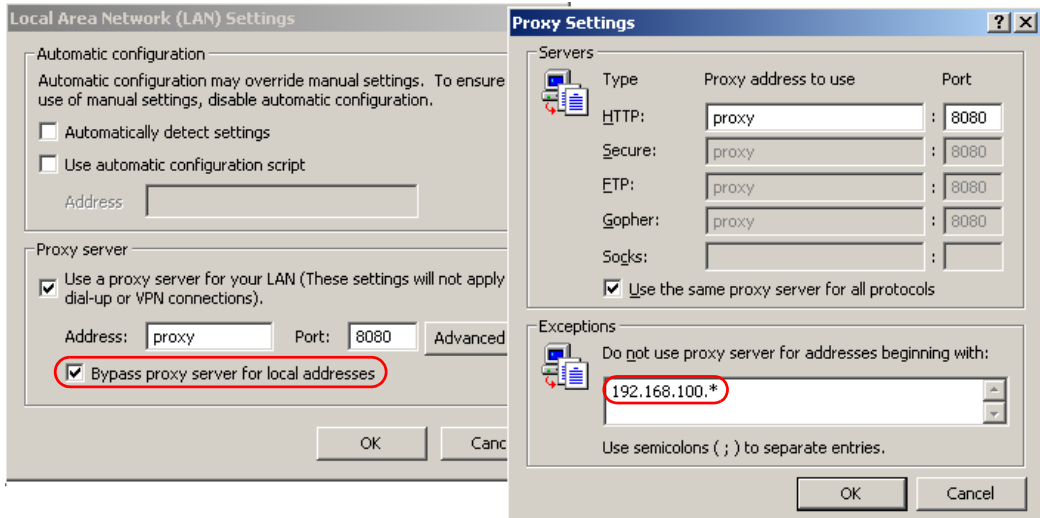 Local Area Network (LAN) Settings
Automatic configuration
Automatic configuration may override manual settings. To ensure
use of manual settings, disable automatic configuration.
Automatically detect settings
Use automatic configuration script
Address
Proxy server
Use a proxy server for your LAN (These settings will not apply
dial-up or VPN connections).
Address: proxy Port: 8080 Advanced
Bypass proxy server for local addresses
OK Canc
Proxy Settings
Servers
Type Proxy address to use Port
HTTP: proxy : 8080
Secure: proxy : 8080
FTP: proxy : 8080
Gopher: proxy : 8080
Socks: :
Use the same proxy server for all protocols
Exceptions
Do not use proxy server for addresses beginning with:
192.168.100.*
Use semicolons ( ; ) to separate entries.
OK Cancel